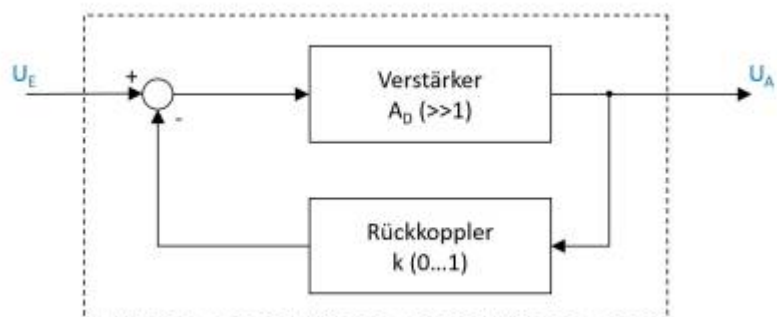 U_E
+
-
Verstärker
A_D (>>1)
U_A
Rückkoppler
k (0...1)